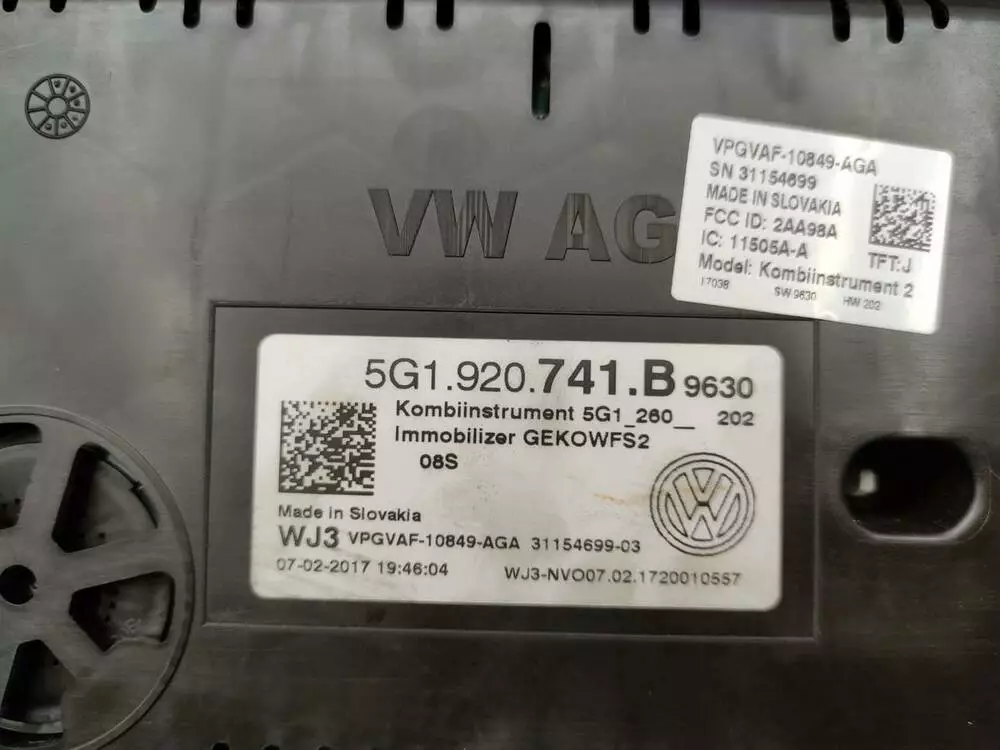 VW AG
VPGVAF-10849-AGA
SN 31154699
MADE IN SLOVAKIA
FCC ID: 2AA98A
IC: 11505A-A
TFT:J
Model: Kombiinstrument 2
17038 SW 9630 HW 202
5G1.920.741.B 9630
Kombiinstrument 5G1_260__ 202
Immobilizer GEKOWFS2
08S
Made in Slovakia
WJ3 VPGVAF-10849-AGA 31154699-03
07-02-2017 19:46:04 WJ3-NVO07.02.1720010557